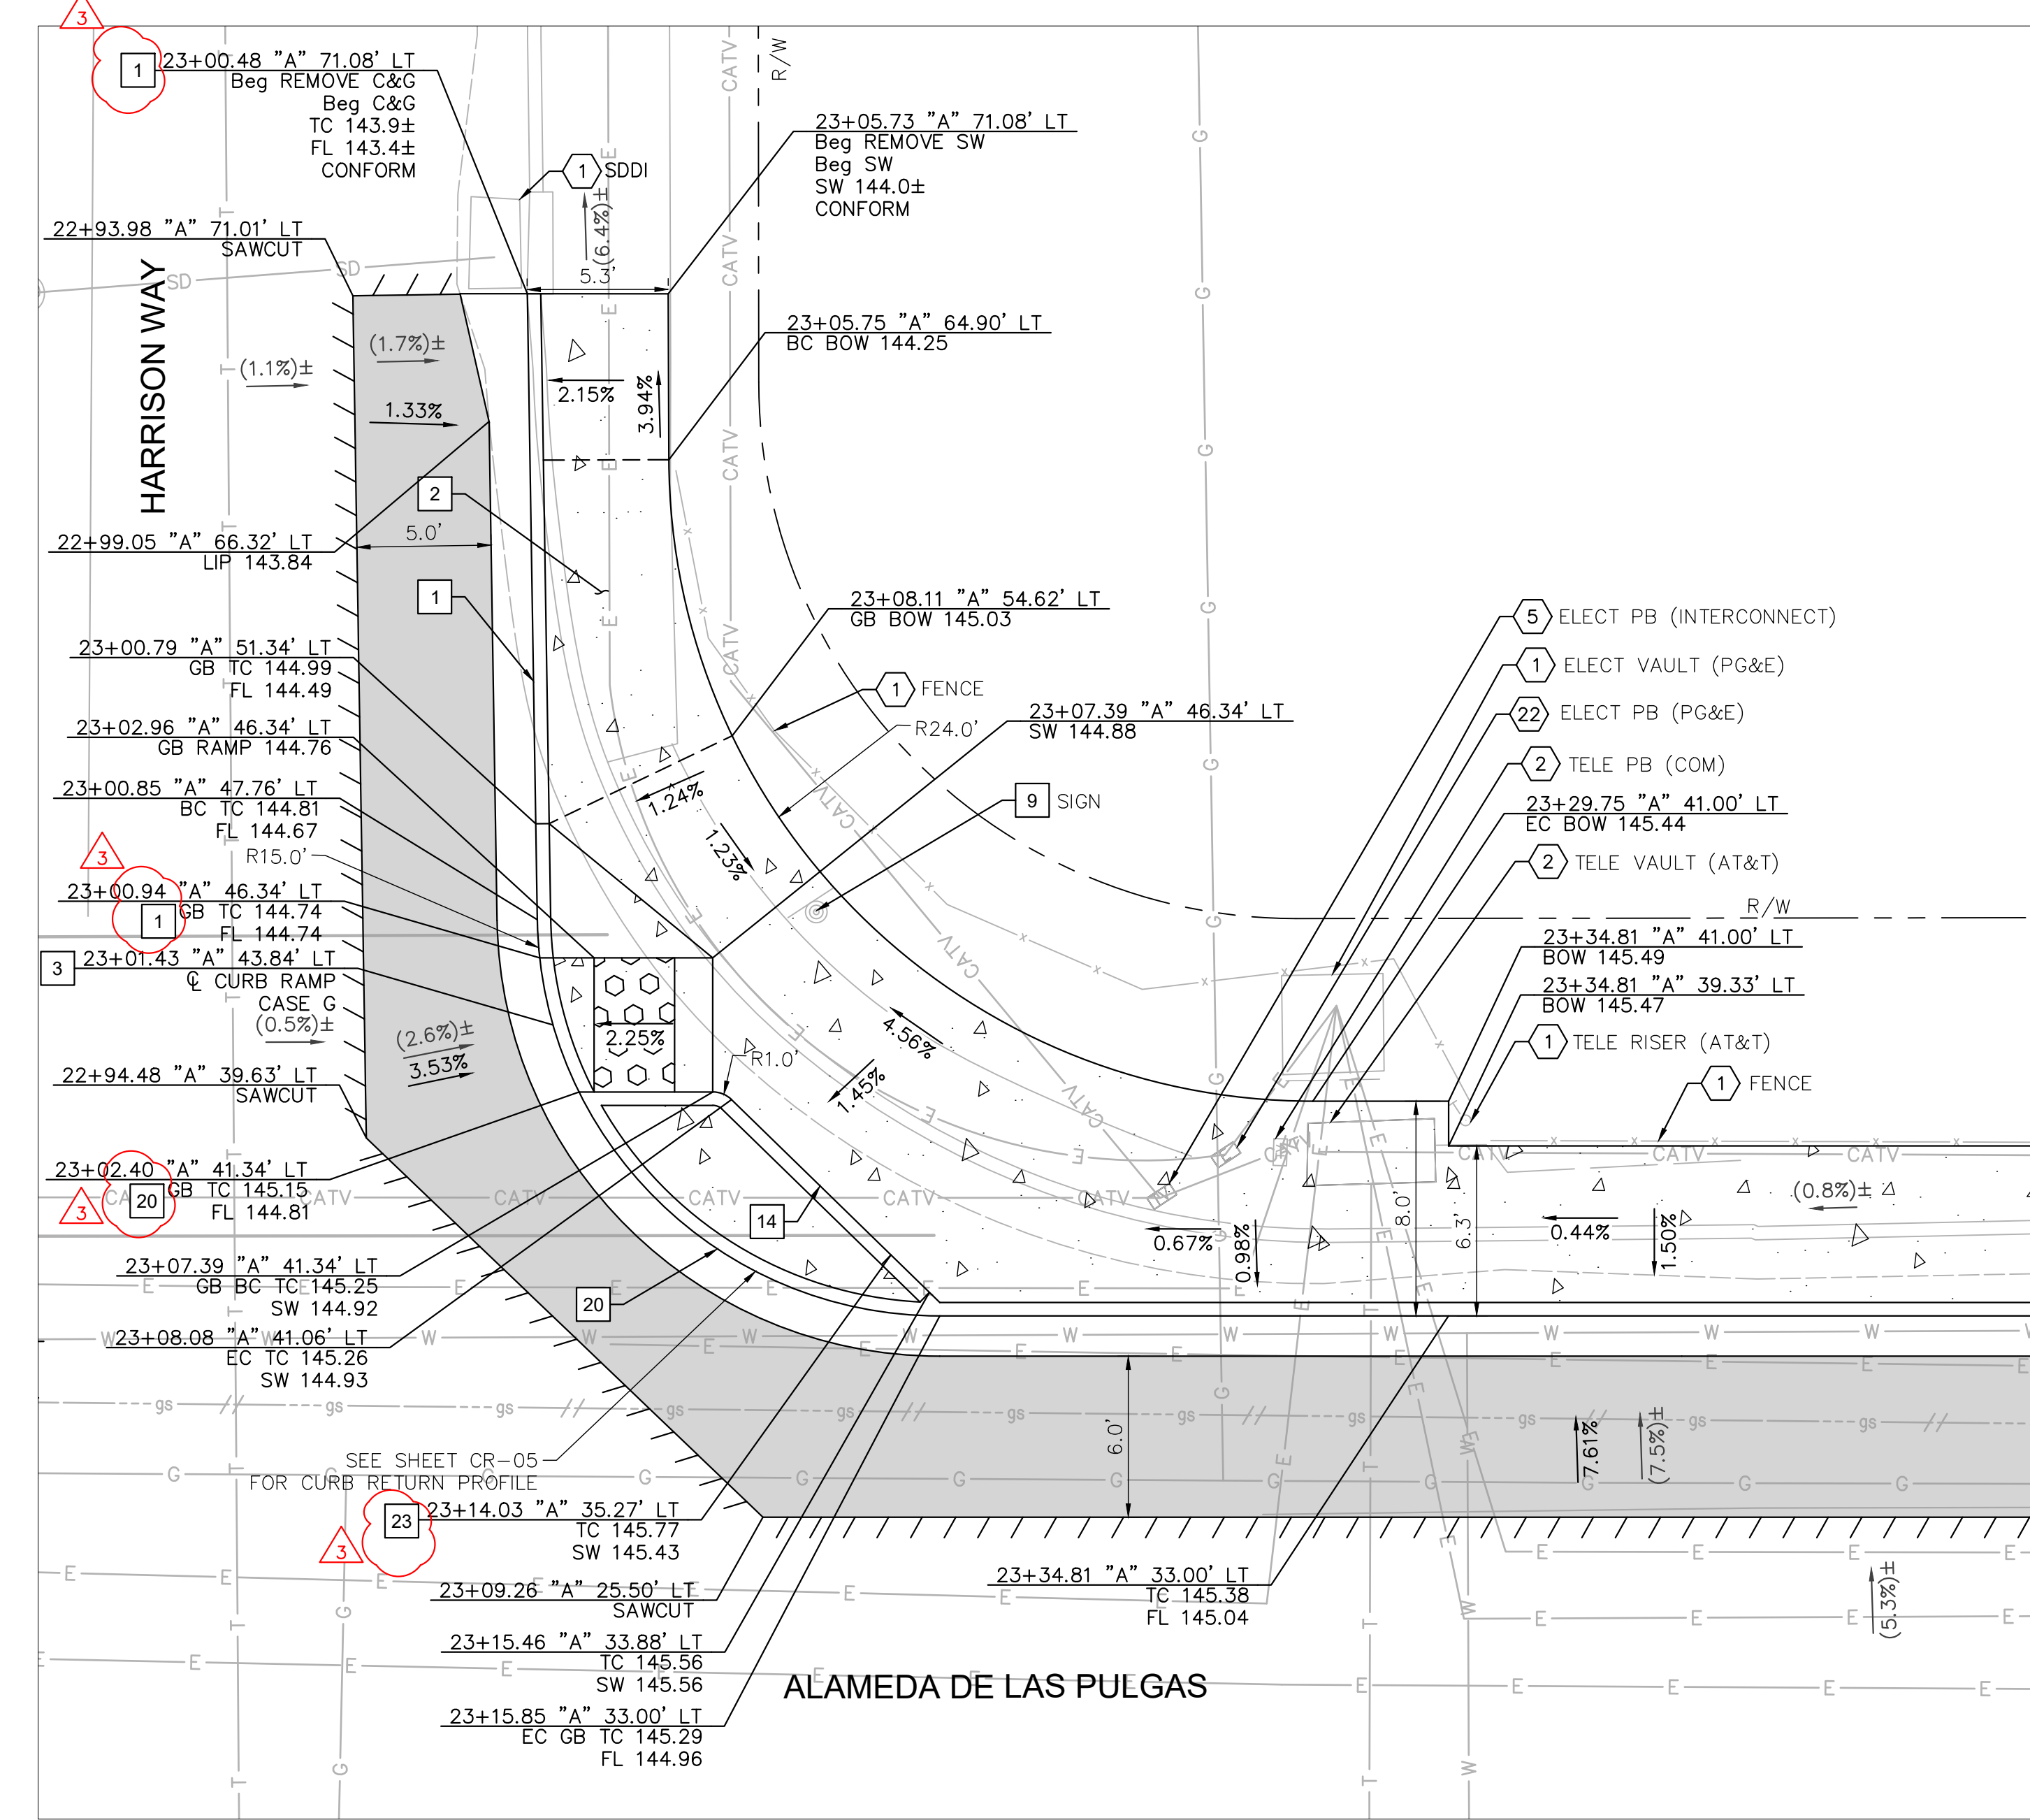 3
1
23+00.48 "A" 71.08' LT
Beg REMOVE C&G
Beg C&G
TC 143.9±
FL 143.4±
CONFORM
R/W
CATV
23+05.73 "A" 71.08' LT
Beg REMOVE SW
Beg SW
SW 144.0±
CONFORM
1 SDDI
(6.4%)±
5.3'
22+93.98 "A" 71.01' LT
SAWCUT
SD
SD
HARRISON WAY
(1.7%)±
(1.1%)±
1.33%
2.15%
3.94%
23+05.75 "A" 64.90' LT
BC BOW 144.25
2
5.0'
22+99.05 "A" 66.32' LT
LIP 143.84
1
23+08.11 "A" 54.62' LT
GB BOW 145.03
5 ELECT PB (INTERCONNECT)
1 ELECT VAULT (PG&E)
22 ELECT PB (PG&E)
2 TELE PB (COM)
23+29.75 "A" 41.00' LT
EC BOW 145.44
2 TELE VAULT (AT&T)
23+00.79 "A" 51.34' LT
GB TC 144.99
FL 144.49
1 FENCE
R24.0'
23+07.39 "A" 46.34' LT
SW 144.88
23+02.96 "A" 46.34' LT
GB RAMP 144.76
9 SIGN
23+00.85 "A" 47.76' LT
BC TC 144.81
FL 144.67
R15.0'
1.24%
1.23%
3
1
23+00.94 "A" 46.34' LT
GB TC 144.74
FL 144.74
R/W
23+34.81 "A" 41.00' LT
BOW 145.49
23+34.81 "A" 39.33' LT
BOW 145.47
1 TELE RISER (AT&T)
1 FENCE
3
23+01.43 "A" 43.84' LT
℄ CURB RAMP
CASE G
(0.5%)±
(2.6%)±
3.53%
2.25%
R1.0'
4.56%
1.45%
22+94.48 "A" 39.63' LT
SAWCUT
3
20
23+02.40 "A" 41.34' LT
GB TC 145.15
FL 144.81
CATV CATV CATV CATV CATV
14
0.67%
0.98%
8.0'
6.3'
0.44%
1.50%
(0.8%)±
23+07.39 "A" 41.34' LT
GB BC TC 145.25
SW 144.92
20
23+08.08 "A" 41.06' LT
EC TC 145.26
SW 144.93
6.0'
7.61%
(7.5%)±
SEE SHEET CR-05
FOR CURB RETURN PROFILE
3
23
23+14.03 "A" 35.27' LT
TC 145.77
SW 145.43
23+09.26 "A" 25.50' LT
SAWCUT
23+34.81 "A" 33.00' LT
TC 145.38
FL 145.04
(5.3%)±
23+15.46 "A" 33.88' LT
TC 145.56
SW 145.56
ALAMEDA DE LAS PULGAS
23+15.85 "A" 33.00' LT
EC GB TC 145.29
FL 144.96